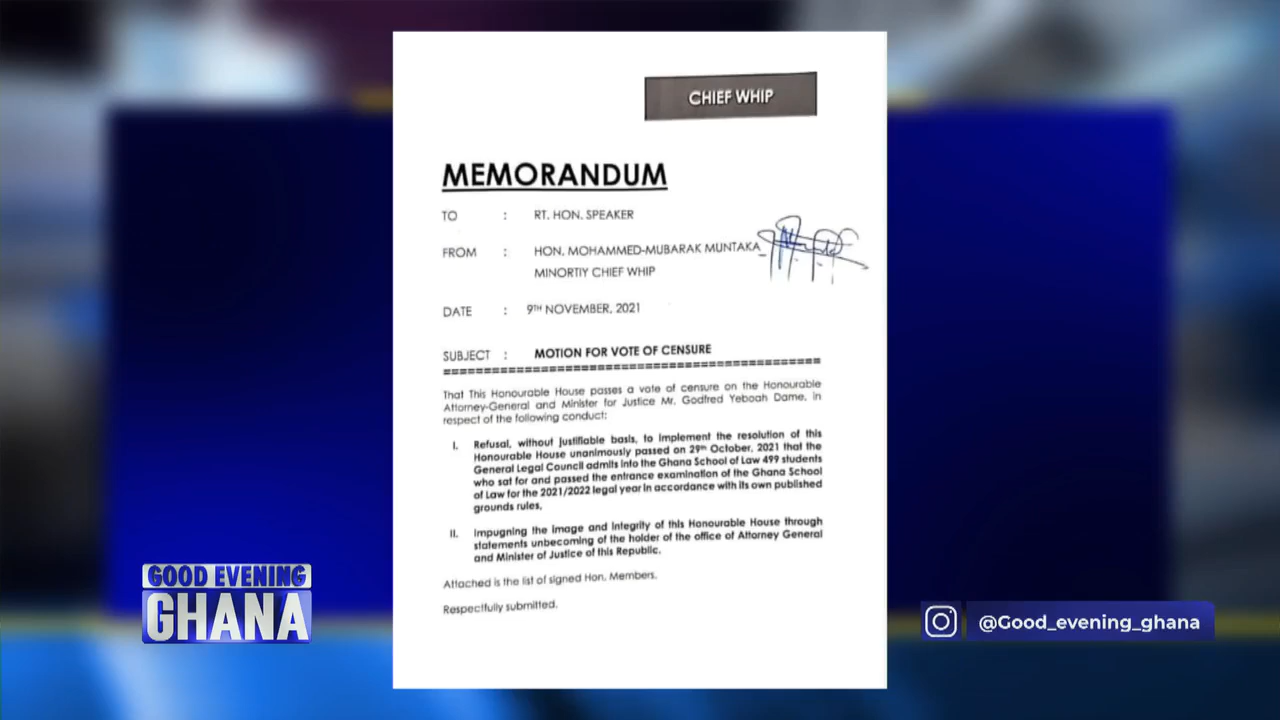 CHIEF WHIP
MEMORANDUM
TO : RT. HON. SPEAKER
FROM : HON. MOHAMMED-MUBARAK MUNTAKA
MINORTIY CHIEF WHIP
DATE : 9TH NOVEMBER, 2021
SUBJECT : MOTION FOR VOTE OF CENSURE
================================================
That This Honourable House passes a vote of censure on the Honourable
Attorney-General and Minister for Justice Mr. Godfred Yeboah Dame, in
respect of the following conduct:
I. Refusal, without justifiable basis, to implement the resolution of this
Honourable House unanimously passed on 29th October, 2021 that the
General Legal Council admits into the Ghana School of Law 499 students
who sat for and passed the entrance examination of the Ghana School
of Law for the 2021/2022 legal year in accordance with its own published
grounds rules.
II. Impugning the image and integrity of this Honourable House through
statements unbecoming of the holder of the office of Attorney General
and Minister of Justice of this Republic.
Attached is the list of signed Hon. Members.
Respectfully submitted.
GOOD EVENING
GHANA
@Good_evening_ghana